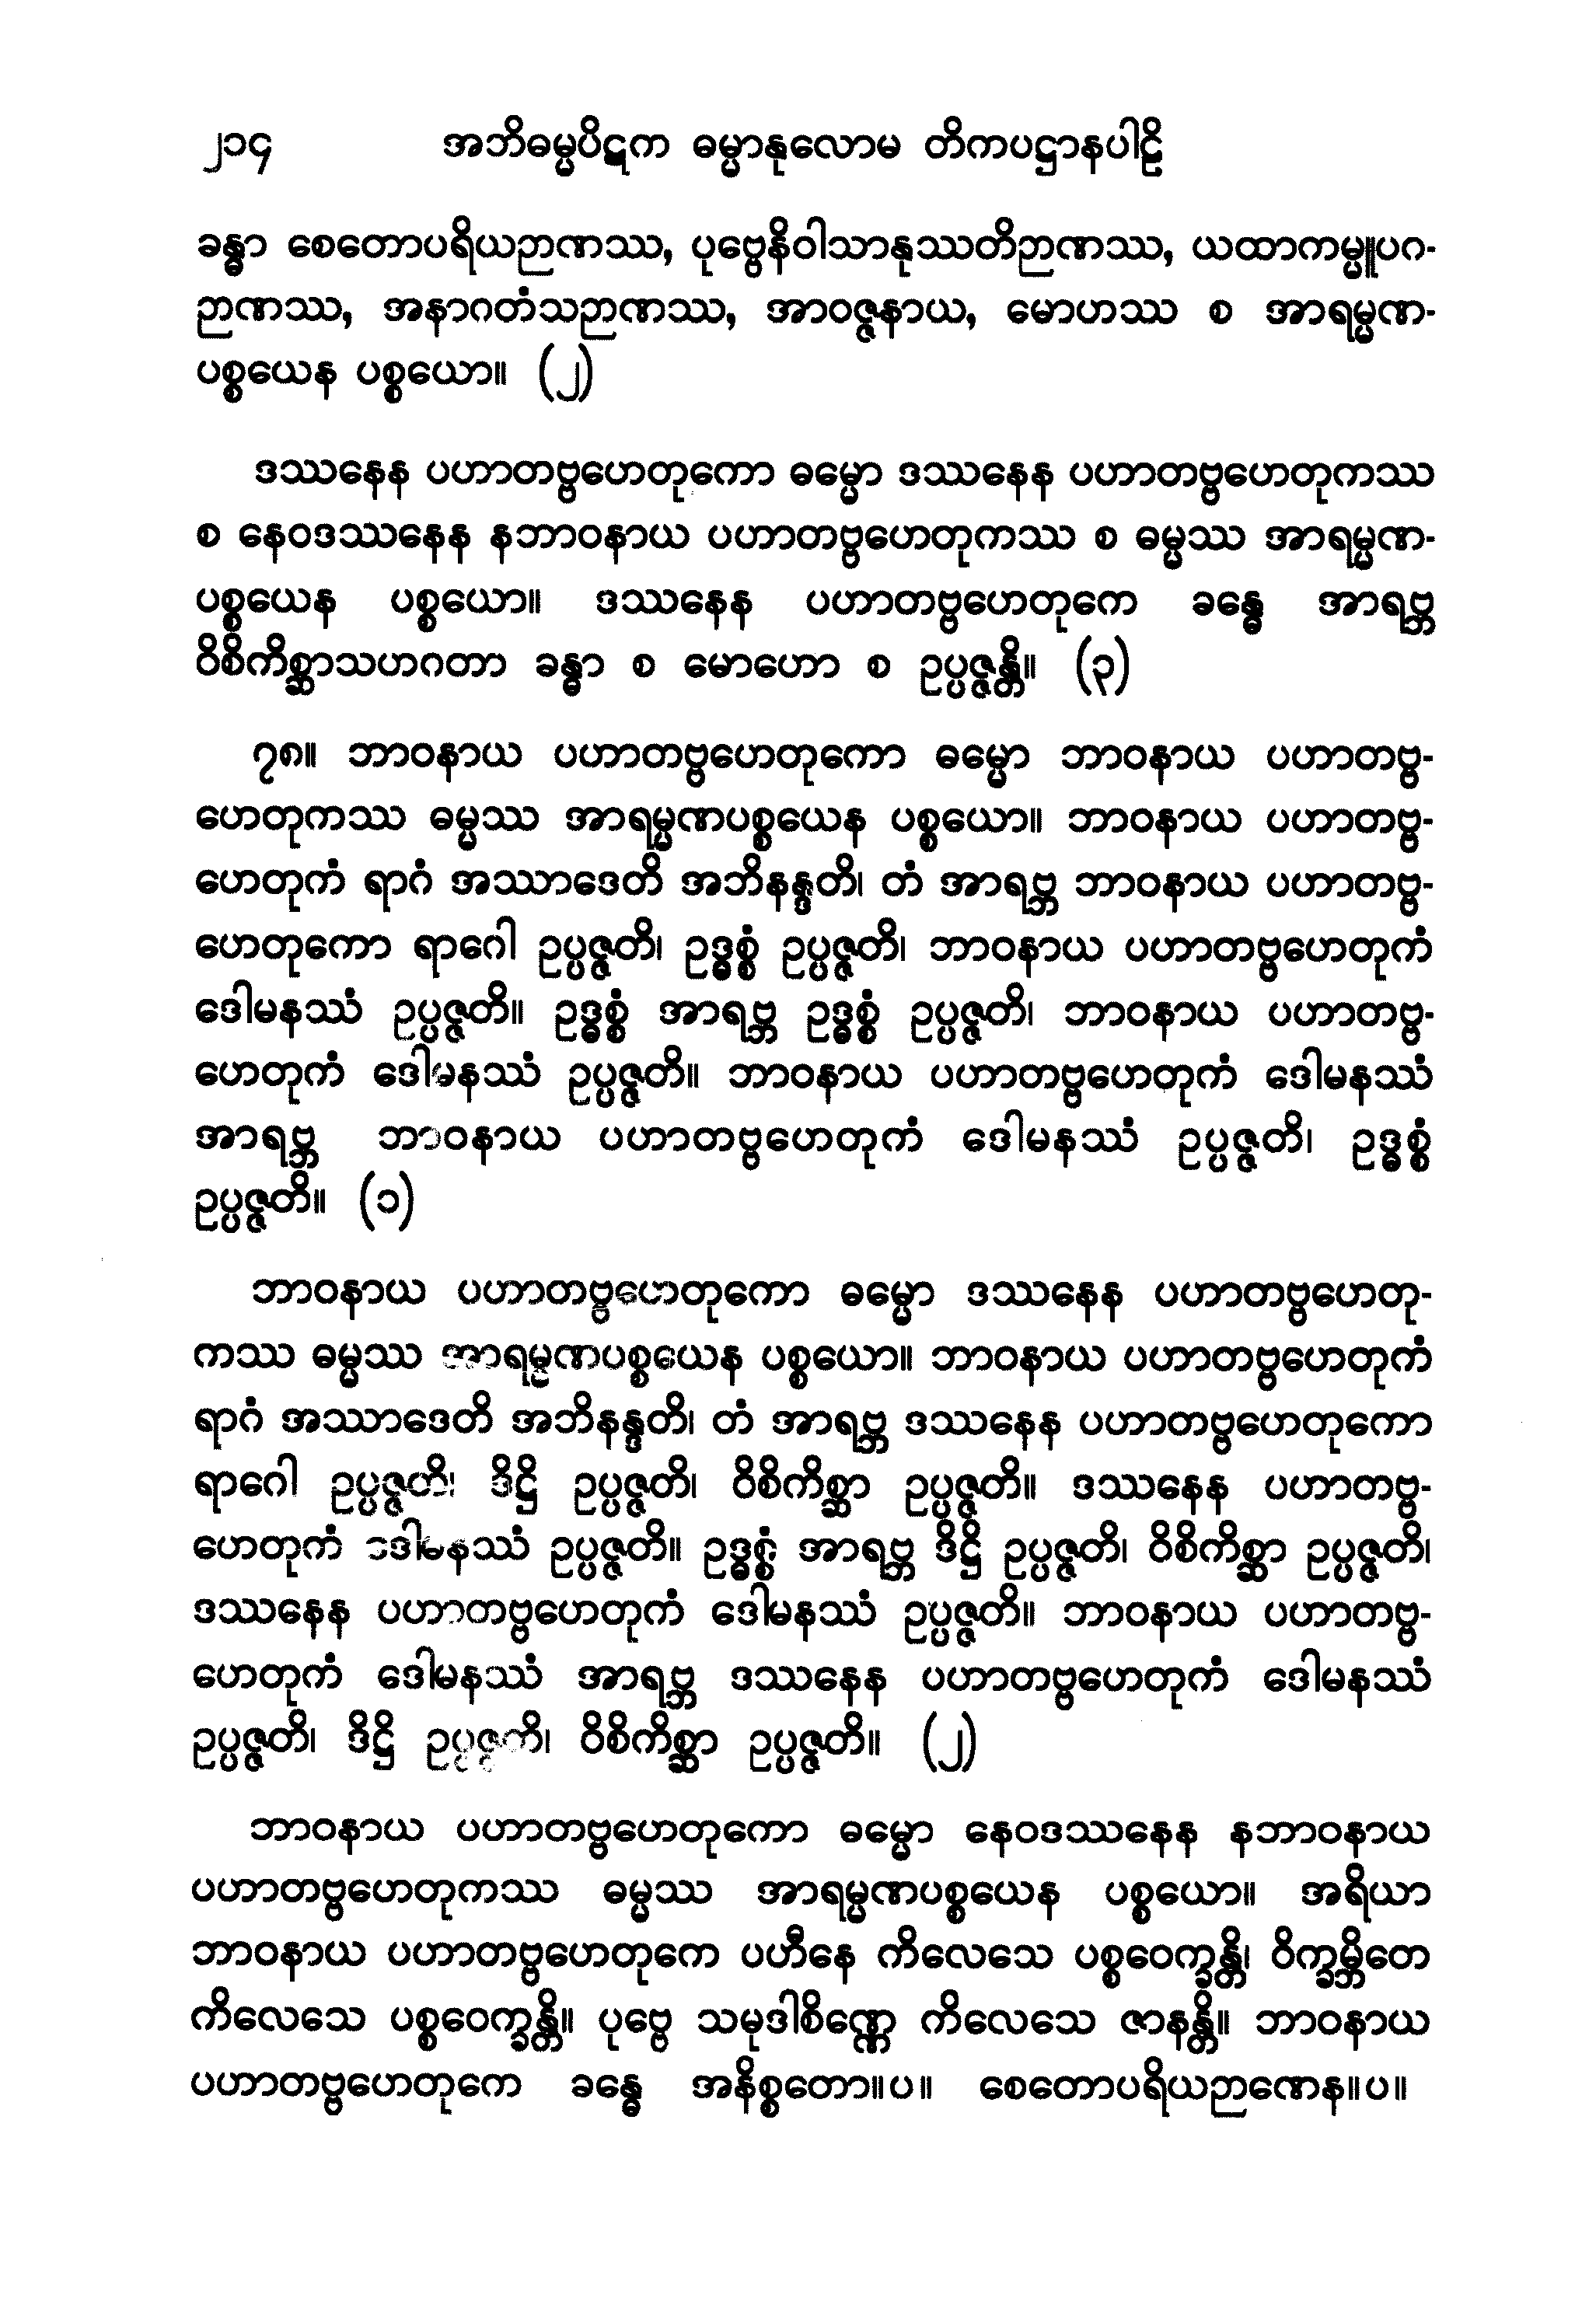 ၂၁၄ အဘိဓမ္မပိဋက ဓမ္မာနုလောမ တိကပဋ္ဌာနပါဠိ
ခန္ဓာ စေတောပရိယဉာဏဿ, ပုဗ္ဗေနိဝါသာနုဿတိဉာဏဿ, ယထာကမ္မူပဂ-
ဉာဏဿ, အနာဂတံသဉာဏဿ, အာဝဇ္ဇနာယ, မောဟဿ စ အာရမ္မဏ-
ပစ္စယေန ပစ္စယော။ (၂)
ဒဿနေန ပဟာတဗ္ဗဟေတုကော ဓမ္မော ဒဿနေန ပဟာတဗ္ဗဟေတုကဿ
စ နေဝဒဿနေန နဘာဝနာယ ပဟာတဗ္ဗဟေတုကဿ စ ဓမ္မဿ အာရမ္မဏ-
ပစ္စယေန ပစ္စယော။ ဒဿနေန ပဟာတဗ္ဗဟေတုကေ ခန္ဓေ အာရဗ္ဘ
ဝိစိကိစ္ဆာသဟဂတာ ခန္ဓာ စ မောဟော စ ဥပ္ပဇ္ဇန္တိ။ (၃)
၇၈။ ဘာဝနာယ ပဟာတဗ္ဗဟေတုကော ဓမ္မော ဘာဝနာယ ပဟာတဗ္ဗ-
ဟေတုကဿ ဓမ္မဿ အာရမ္မဏပစ္စယေန ပစ္စယော။ ဘာဝနာယ ပဟာတဗ္ဗ-
ဟေတုကံ ရာဂံ အဿာဒေတိ အဘိနန္ဒတိ၊ တံ အာရဗ္ဘ ဘာဝနာယ ပဟာတဗ္ဗ-
ဟေတုကော ရာဂေါ ဥပ္ပဇ္ဇတိ၊ ဥဒ္ဓစ္စံ ဥပ္ပဇ္ဇတိ၊ ဘာဝနာယ ပဟာတဗ္ဗဟေတုကံ
ဒေါမနဿံ ဥပ္ပဇ္ဇတိ။ ဥဒ္ဓစ္စံ အာရဗ္ဘ ဥဒ္ဓစ္စံ ဥပ္ပဇ္ဇတိ၊ ဘာဝနာယ ပဟာတဗ္ဗ-
ဟေတုကံ ဒေါမနဿံ ဥပ္ပဇ္ဇတိ။ ဘာဝနာယ ပဟာတဗ္ဗဟေတုကံ ဒေါမနဿံ
အာရဗ္ဘ ဘာဝနာယ ပဟာတဗ္ဗဟေတုကံ ဒေါမနဿံ ဥပ္ပဇ္ဇတိ၊ ဥဒ္ဓစ္စံ
ဥပ္ပဇ္ဇတိ။ (၁)
ဘာဝနာယ ပဟာတဗ္ဗဟေတုကော ဓမ္မော ဒဿနေန ပဟာတဗ္ဗဟေတု-
ကဿ ဓမ္မဿ အာရမ္မဏပစ္စယေန ပစ္စယော။ ဘာဝနာယ ပဟာတဗ္ဗဟေတုကံ
ရာဂံ အဿာဒေတိ အဘိနန္ဒတိ၊ တံ အာရဗ္ဘ ဒဿနေန ပဟာတဗ္ဗဟေတုကော
ရာဂေါ ဥပ္ပဇ္ဇတိ၊ ဒိဋ္ဌိ ဥပ္ပဇ္ဇတိ၊ ဝိစိကိစ္ဆာ ဥပ္ပဇ္ဇတိ။ ဒဿနေန ပဟာတဗ္ဗ-
ဟေတုကံ ဒေါမနဿံ ဥပ္ပဇ္ဇတိ။ ဥဒ္ဓစ္စံ အာရဗ္ဘ ဒိဋ္ဌိ ဥပ္ပဇ္ဇတိ၊ ဝိစိကိစ္ဆာ ဥပ္ပဇ္ဇတိ၊
ဒဿနေန ပဟာတဗ္ဗဟေတုကံ ဒေါမနဿံ ဥပ္ပဇ္ဇတိ။ ဘာဝနာယ ပဟာတဗ္ဗ-
ဟေတုကံ ဒေါမနဿံ အာရဗ္ဘ ဒဿနေန ပဟာတဗ္ဗဟေတုကံ ဒေါမနဿံ
ဥပ္ပဇ္ဇတိ၊ ဒိဋ္ဌိ ဥပ္ပဇ္ဇတိ၊ ဝိစိကိစ္ဆာ ဥပ္ပဇ္ဇတိ။ (၂)
ဘာဝနာယ ပဟာတဗ္ဗဟေတုကော ဓမ္မော နေဝဒဿနေန နဘာဝနာယ
ပဟာတဗ္ဗဟေတုကဿ ဓမ္မဿ အာရမ္မဏပစ္စယေန ပစ္စယော။ အရိယာ
ဘာဝနာယ ပဟာတဗ္ဗဟေတုကေ ပဟီနေ ကိလေသေ ပစ္စဝေက္ခန္တိ၊ ဝိက္ခမ္ဘိတေ
ကိလေသေ ပစ္စဝေက္ခန္တိ။ ပုဗ္ဗေ သမုဒါစိဏ္ဏေ ကိလေသေ ဇာနန္တိ။ ဘာဝနာယ
ပဟာတဗ္ဗဟေတုကေ ခန္ဓေ အနိစ္စတော။ပ။ စေတောပရိယဉာဏေန။ပ။